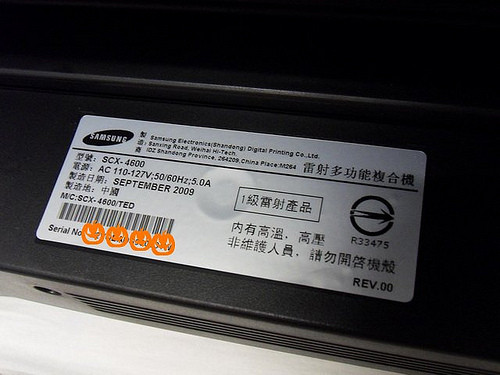 SAMSUNG
製造商: Samsung Electronics(Shandong) Digital Printing Co.,Ltd.
Sanxing Road, Weihai Hi-Tech.
IDZ Shandong Province, 264209,China Place:M264
雷射多功能複合機
型號: SCX- 4600
電源: AC 110-127V;50/60Hz;5.0A
製造日期: SEPTEMBER 2009
製造地: 中國
M/C:SCX-4600/TED
Serial No
1級雷射產品
R33475
內有高溫﹑高壓
非維護人員﹐請勿開啓機殼
REV.00